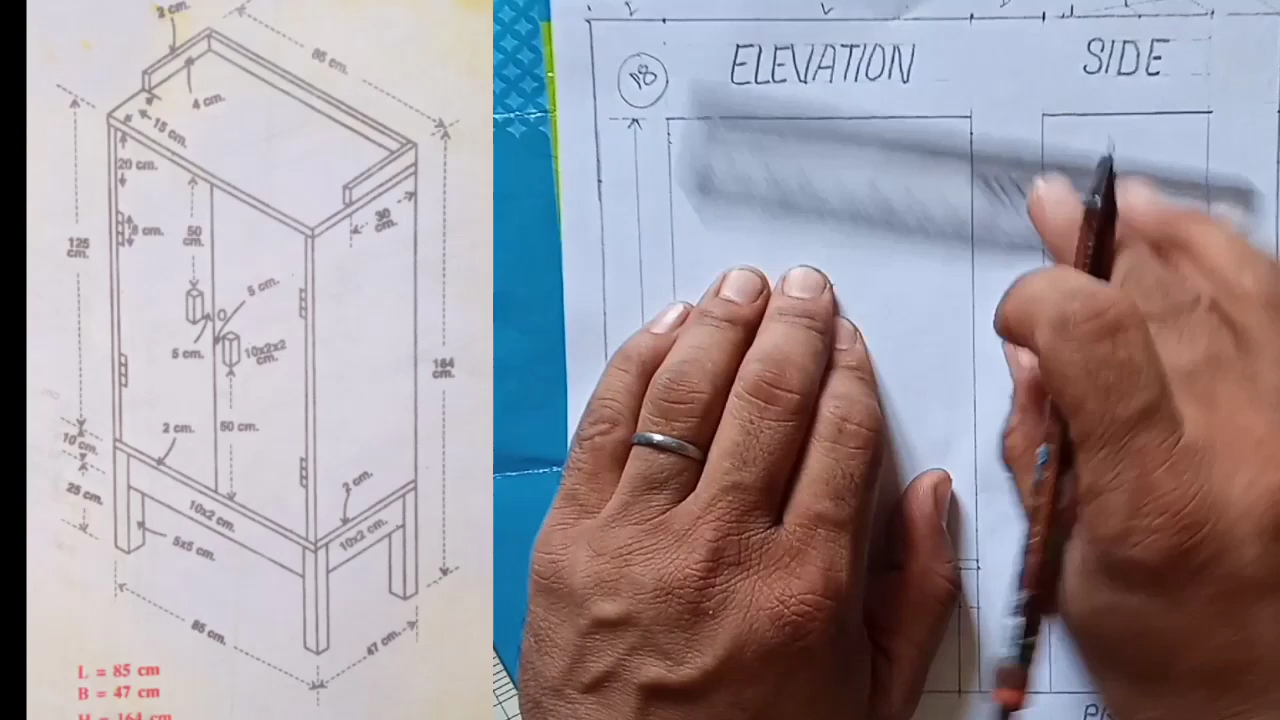 2 cm.
85 cm.
4 cm.
15 cm.
20 cm.
30 cm.
8 cm.
50 cm.
125 cm.
5 cm.
5 cm.
10x2x2 cm.
164 cm.
2 cm.
50 cm.
10 cm.
25 cm.
10x2 cm.
2 cm.
10x2 cm.
5x5 cm.
85 cm.
47 cm.
L = 85 cm
B = 47 cm
H = 164 cm
ELEVATION
SIDE
18